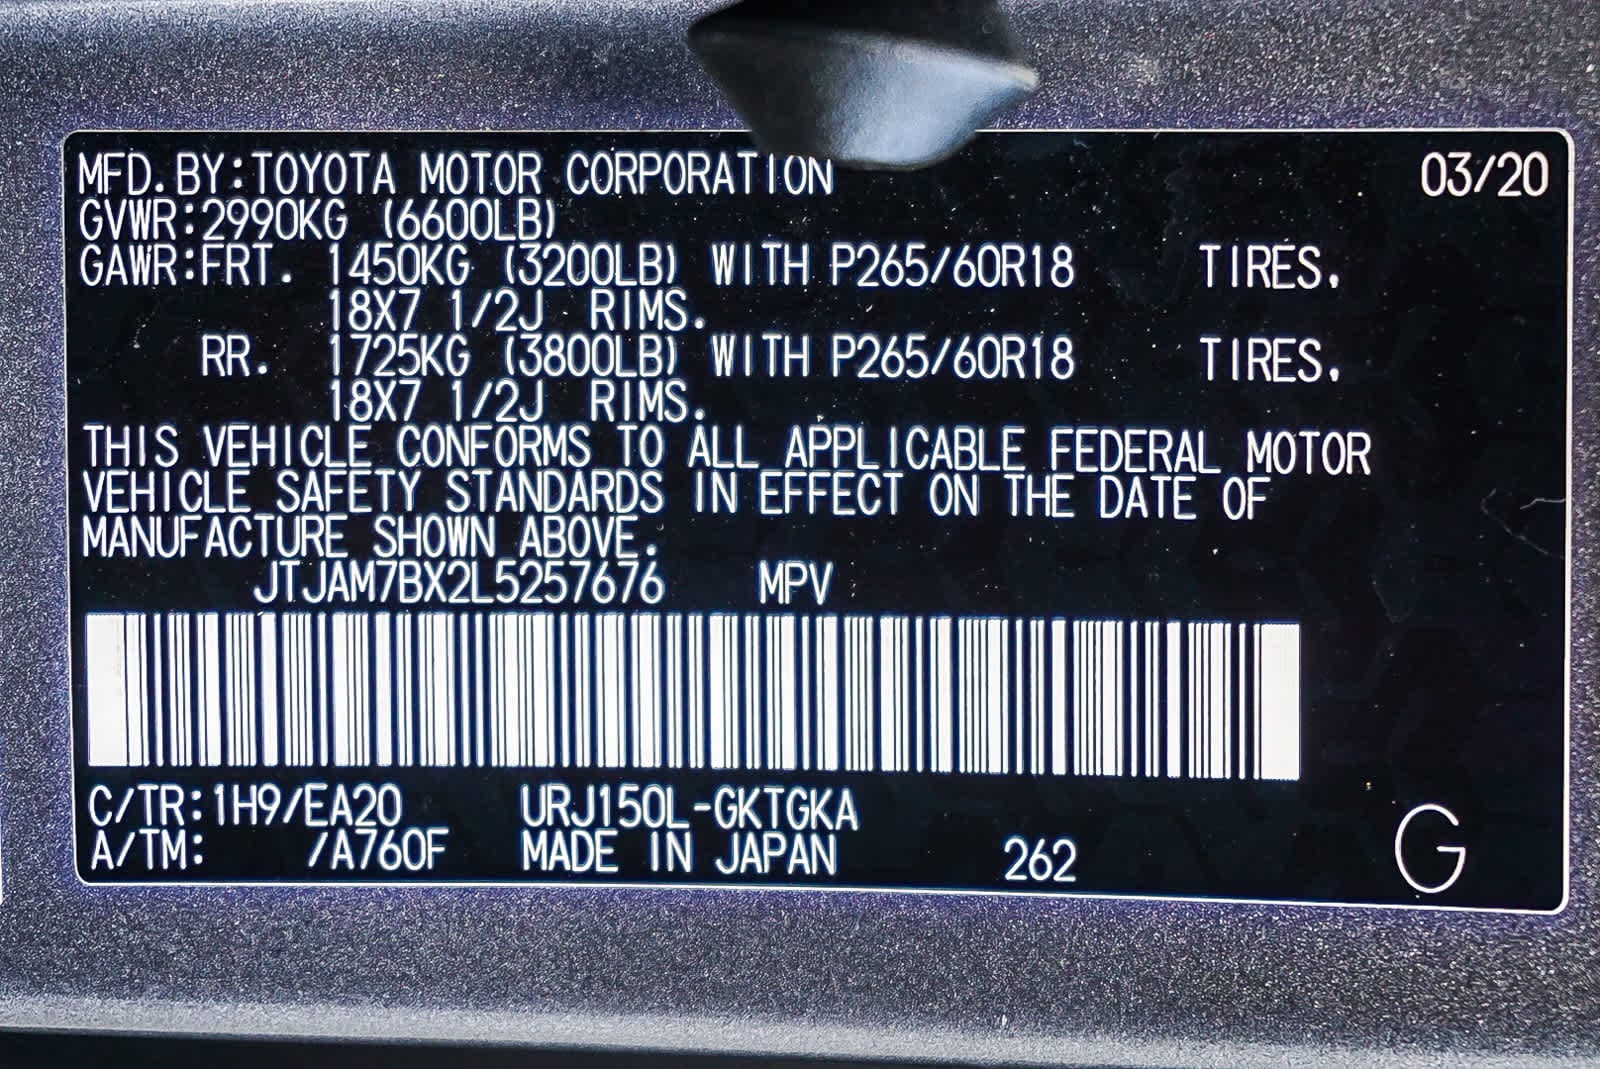 MFD.BY:TOYOTA MOTOR CORPORATION 03/20
GVWR:2990KG (6600LB)
GAWR:FRT. 1450KG (3200LB) WITH P265/60R18 TIRES.
18X7 1/2J RIMS.
RR. 1725KG (3800LB) WITH P265/60R18 TIRES.
18X7 1/2J RIMS.
THIS VEHICLE CONFORMS TO ALL APPLICABLE FEDERAL MOTOR
VEHICLE SAFETY STANDARDS IN EFFECT ON THE DATE OF
MANUFACTURE SHOWN ABOVE.
JTJAM7BX2L5257676 MPV
C/TR:1H9/EA20 URJ150L-GKTGKA
A/TM: /A760F MADE IN JAPAN 262 G